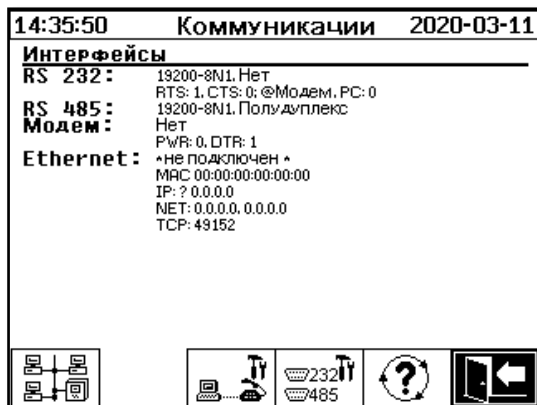 14:35:50 Коммуникации 2020-03-11
Интерфейсы
RS 232: 19200-8N1, Нет
RTS: 1, CTS: 0; @Модем, PC: 0
RS 485: 19200-8N1, Полудуплекс
Модем: Нет
PWR: 0, DTR: 1
Ethernet: *не подключен *
MAC 00:00:00:00:00:00
IP: ? 0.0.0.0
NET: 0.0.0.0, 0.0.0.0
TCP: 49152
232
485
?